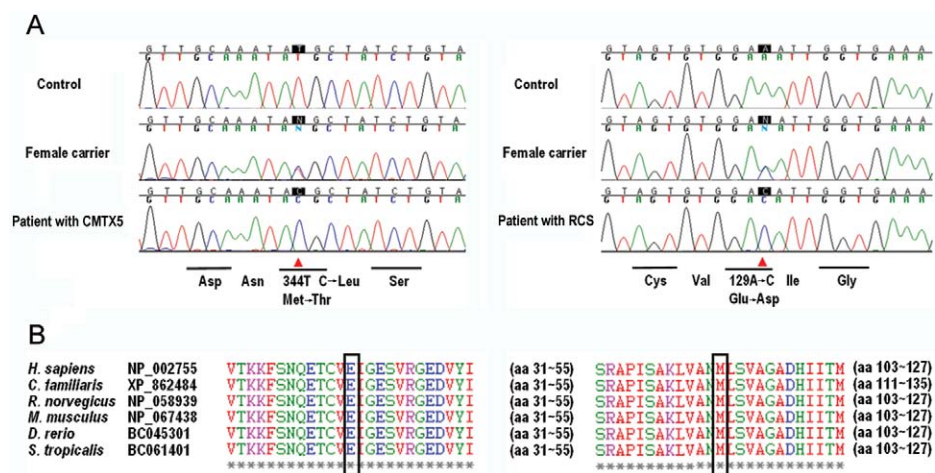 A
G T T G C A A A T A T G C T A T C T G T A
G T T G C A A A T A T G C T A T C T G T A
Control
G T T G C A A A T A N G C T A T C T G T A
G T T G C A A A T A N G C T A T C T G T A
Female carrier
G T T G C A A A T A C G C T A T C T G T A
G T T G C A A A T A C G C T A T C T G T A
Patient with CMTX5
Asp Asn 344T C→Leu Ser
Met→Thr
G T A G T G T G G A A A T T G G T G A A A
G T A G T G T G G A A A T T G G T G A A A
Control
G T A G T G T G G A N A T T G G T G A A A
G T A G T G T G G A N A T T G G T G A A A
Female carrier
G T A G T G T G G A C A T T G G T G A A A
G T A G T G T G G A C A T T G G T G A A A
Patient with RCS
Cys Val 129A→C Ile Gly
Glu→Asp
B
H. sapiens NP_002755 VTKKFSNQETCVEIGESVRGEDVYI (aa 31~55) SRAPISAKLVANMLSVAGADHIITM (aa 103~127)
C. familiaris XP_862484 VTKKFSNQETCVEIGESVRGEDVYI (aa 31~55) SRAPISAKLVANMLSVAGADHIITM (aa 111~135)
R. norvegicus NP_058939 VTKKFSNQETCVEIGESVRGEDVYI (aa 31~55) SRAPISAKLVANMLSVAGADHIITM (aa 103~127)
M. musculus NP_067438 VTKKFSNQETCVEIGESVRGEDVYI (aa 31~55) SRAPISAKLVANMLSVAGADHIITM (aa 103~127)
D. rerio BC045301 VTKKFSNQETCVEIGESVRGEDVYI (aa 31~55) SRAPISAKLVANMLSVAGADHIITM (aa 103~127)
S. tropicalis BC061401 VTKKFSNQETCVEIGESVRGEDVYI (aa 31~55) SRAPISAKLVANMLSVAGADHIITM (aa 103~127)
************************* *************************